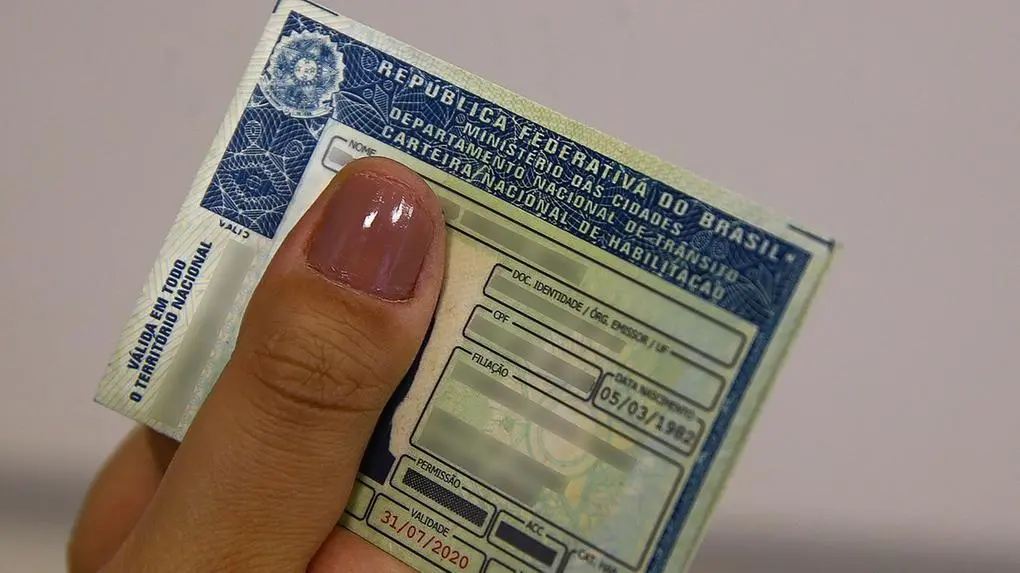 REPÚBLICA FEDERATIVA DO BRASIL
MINISTÉRIO DAS CIDADES
DEPARTAMENTO NACIONAL DE TRÂNSITO
CARTEIRA NACIONAL DE HABILITAÇÃO
NOME
DOC. IDENTIDADE / ÓRG. EMISSOR / UF
CPF
DATA NASCIMENTO
05/03/1982
FILIAÇÃO
PERMISSÃO
ACC
VALIDADE
31/07/2020
VÁLIDA EM TODO
O TERRITÓRIO NACIONAL